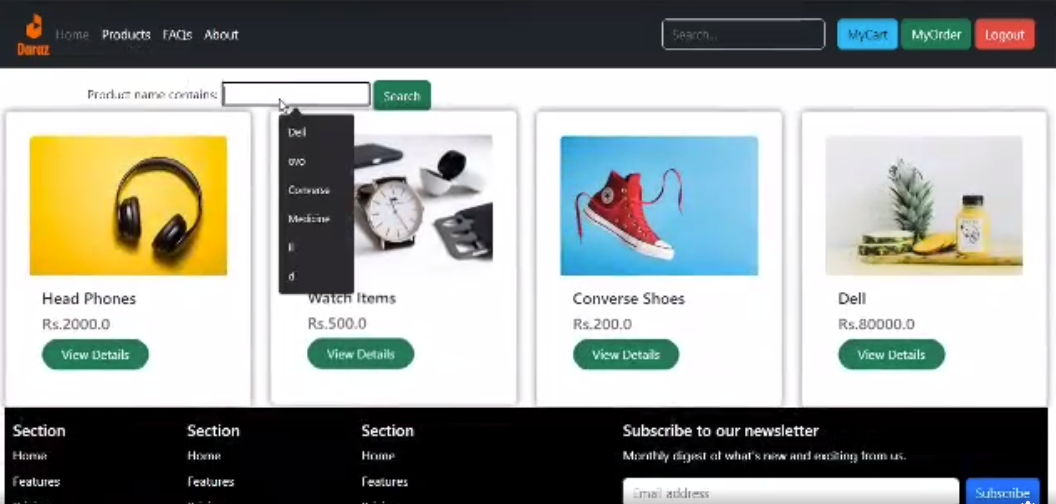 Daraz
Home Products FAQs About
Search...
MyCart MyOrder Logout
Product name contains:
Search
Dell
ovo
Converse
Medicine
d
Head Phones
Rs.2000.0
View Details
Watch Items
Rs.500.0
View Details
Converse Shoes
Rs.200.0
View Details
Dell
Rs.80000.0
View Details
Section
Home
Features
Section
Home
Features
Section
Home
Features
Subscribe to our newsletter
Monthly digest of what's new and exciting from us.
Email address
Subscribe